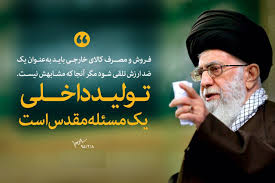 فروش و مصرف کالای خارجی باید به‌عنوان یک
ضد ارزش تلقی شود مگر آنجا که مشابهش نیست.
تولید داخلی
یک مسئله مقدس است